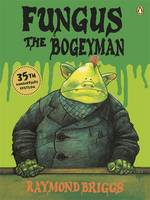 FUNGUS
THE BOGEYMAN
35TH
ANNIVERSARY
EDITION
RAYMOND BRIGGS